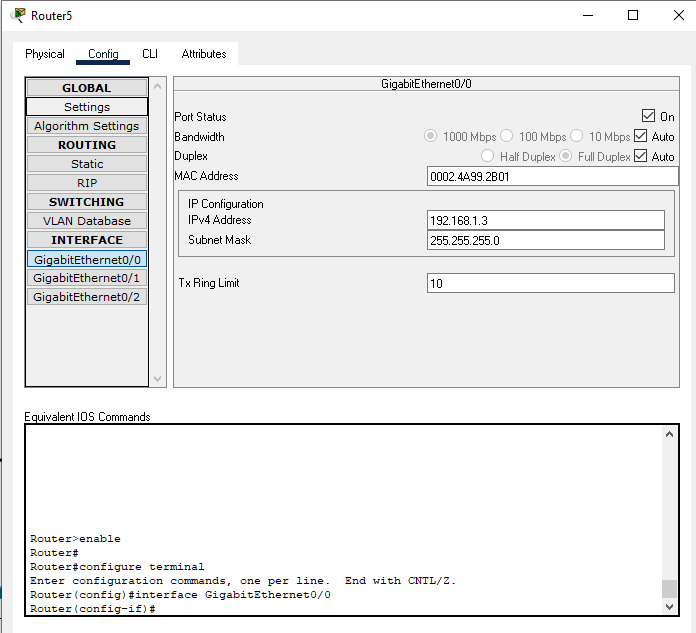 Router5
Physical Config CLI Attributes
GLOBAL
Settings
Algorithm Settings
ROUTING
Static
RIP
SWITCHING
VLAN Database
INTERFACE
GigabitEthernet0/0
GigabitEthernet0/1
GigabitEthernet0/2
GigabitEthernet0/0
Port Status On
Bandwidth 1000 Mbps 100 Mbps 10 Mbps Auto
Duplex Half Duplex Full Duplex Auto
MAC Address 0002.4A99.2B01
IP Configuration
IPv4 Address 192.168.1.3
Subnet Mask 255.255.255.0
Tx Ring Limit 10
Equivalent IOS Commands
Router>enable
Router#
Router#configure terminal
Enter configuration commands, one per line.  End with CNTL/Z.
Router(config)#interface GigabitEthernet0/0
Router(config-if)#